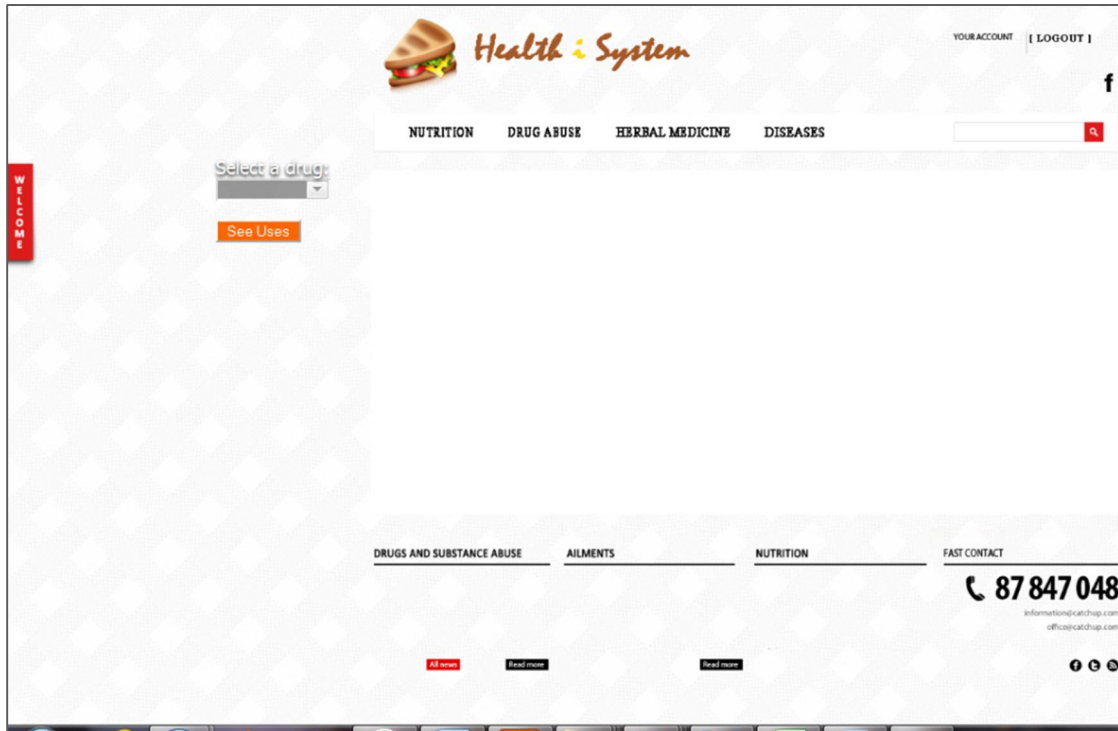 Health i System
YOUR ACCOUNT
[ LOGOUT ]
f
NUTRITION DRUG ABUSE HERBAL MEDICINE DISEASES
WELCOME
Select a drug:
See Uses
DRUGS AND SUBSTANCE ABUSE AILMENTS NUTRITION FAST CONTACT
87 847 048
information@catchup.com
office@catchup.com
All news Read more Read more